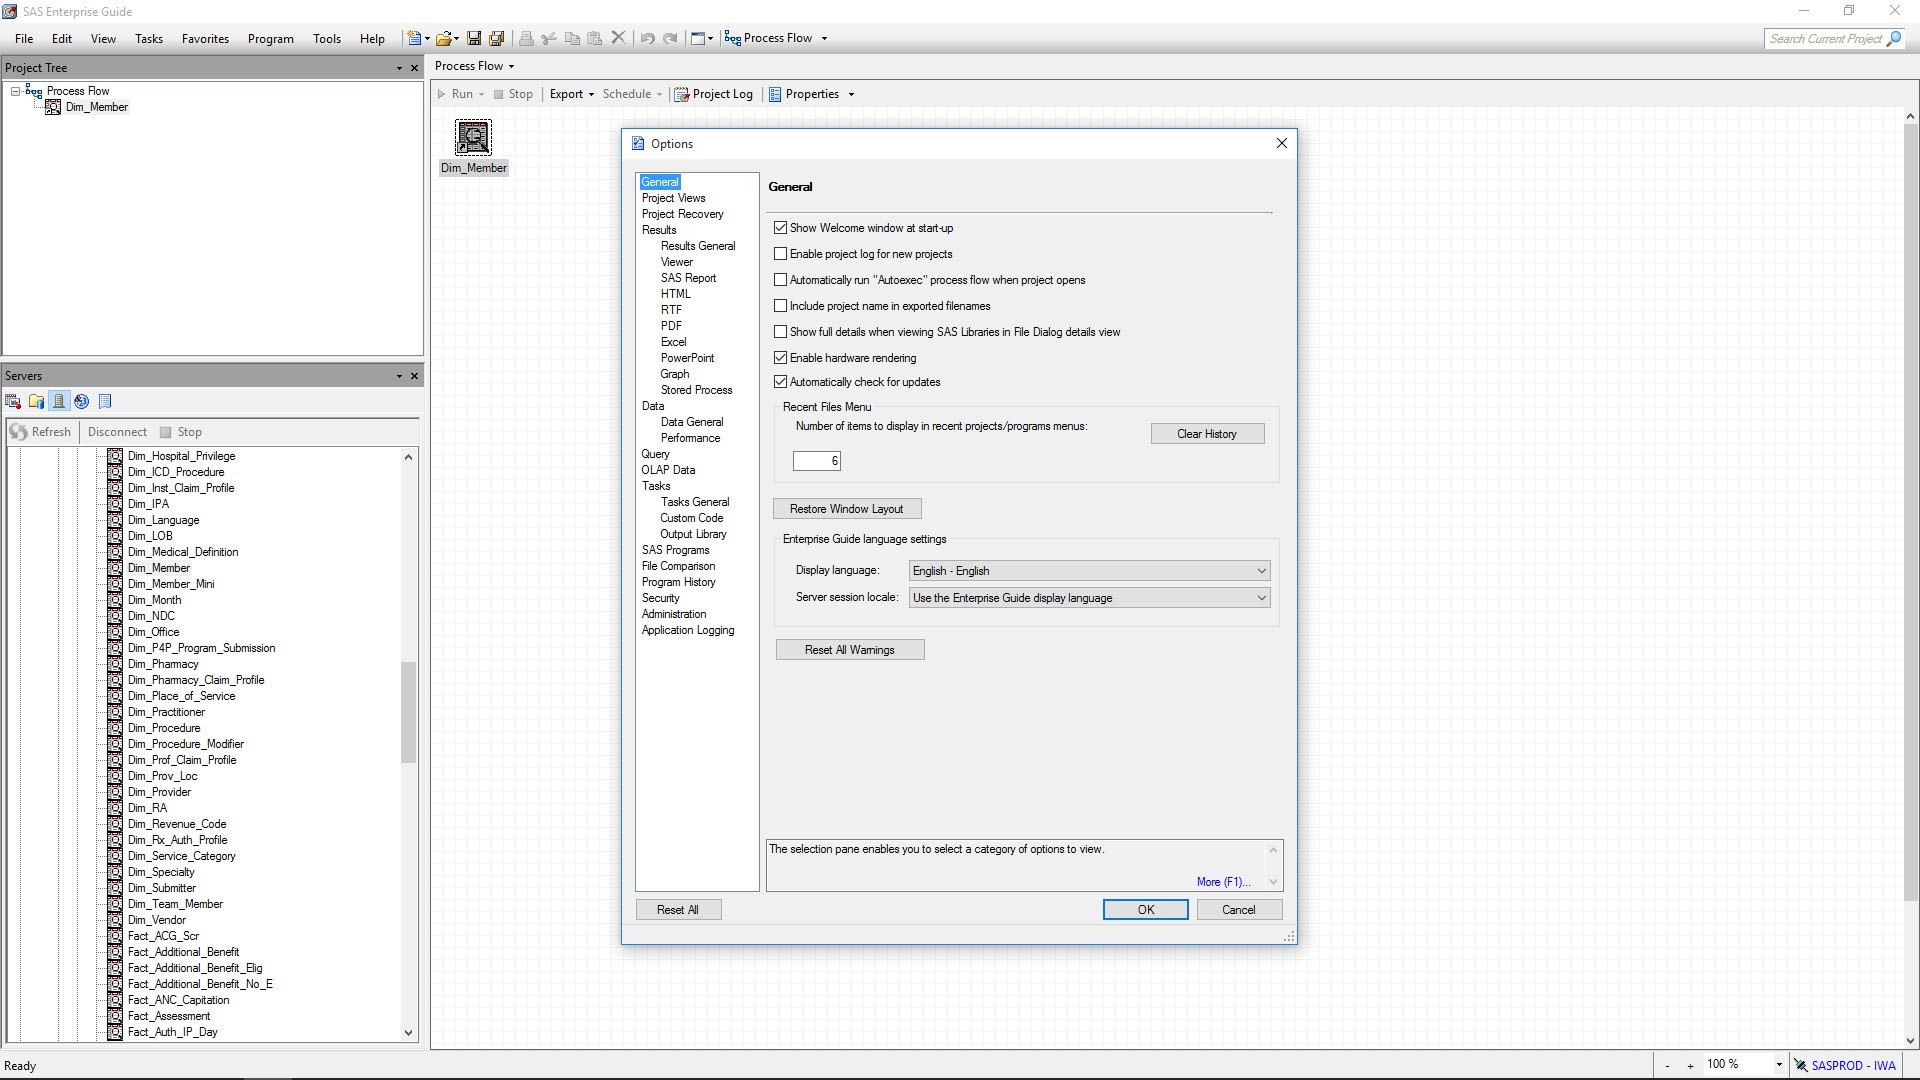 SAS Enterprise Guide
File Edit View Tasks Favorites Program Tools Help Process Flow Search Current Project
Project Tree
Process Flow
Dim_Member
Process Flow
Run Stop Export Schedule Project Log Properties
Dim_Member
Servers
Refresh Disconnect Stop
Dim_Hospital_Privilege
Dim_ICD_Procedure
Dim_Inst_Claim_Profile
Dim_IPA
Dim_Language
Dim_LOB
Dim_Medical_Definition
Dim_Member
Dim_Member_Mini
Dim_Month
Dim_NDC
Dim_Office
Dim_P4P_Program_Submission
Dim_Pharmacy
Dim_Pharmacy_Claim_Profile
Dim_Place_of_Service
Dim_Practitioner
Dim_Procedure
Dim_Procedure_Modifier
Dim_Prof_Claim_Profile
Dim_Prov_Loc
Dim_Provider
Dim_RA
Dim_Revenue_Code
Dim_Rx_Auth_Profile
Dim_Service_Category
Dim_Specialty
Dim_Submitter
Dim_Team_Member
Dim_Vendor
Fact_ACG_Scr
Fact_Additional_Benefit
Fact_Additional_Benefit_Elig
Fact_Additional_Benefit_No_E
Fact_ANC_Capitation
Fact_Assessment
Fact_Auth_IP_Day
Options
General
Project Views
Project Recovery
Results
Results General
Viewer
SAS Report
HTML
RTF
PDF
Excel
PowerPoint
Graph
Stored Process
Data
Data General
Performance
Query
OLAP Data
Tasks
Tasks General
Custom Code
Output Library
SAS Programs
File Comparison
Program History
Security
Administration
Application Logging
General
Show Welcome window at start-up
Enable project log for new projects
Automatically run "Autoexec" process flow when project opens
Include project name in exported filenames
Show full details when viewing SAS Libraries in File Dialog details view
Enable hardware rendering
Automatically check for updates
Recent Files Menu
Number of items to display in recent projects/programs menus:
Clear History
6
Restore Window Layout
Enterprise Guide language settings
Display language: English - English
Server session locale: Use the Enterprise Guide display language
Reset All Warnings
The selection pane enables you to select a category of options to view.
More (F1)...
Reset All OK Cancel
Ready - + 100 % SASPROD - IWA